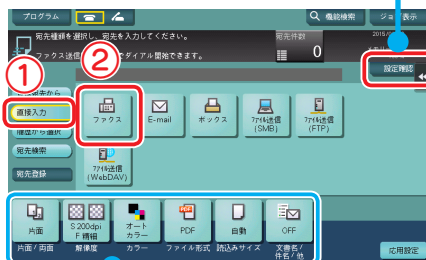 プログラム
機能検索
ジョブ表示
宛先種類を選択し、宛先を入力してください。
宛先件数
2015/
ファクス送信
でダイアル開始できます。
0
設定確認
①
②
宛先から
直接入力
履歴から選択
宛先検索
宛先登録
ファクス
E-mail
ボックス
ファイル送信
(SMB)
ファイル送信
(FTP)
ファイル送信
(WebDAV)
片面
S 200dpi
F 精細
オート
カラー
PDF
自動
OFF
片面/両面
解像度
カラー
ファイル形式
読込みサイズ
文書名/
件名/他
応用設定